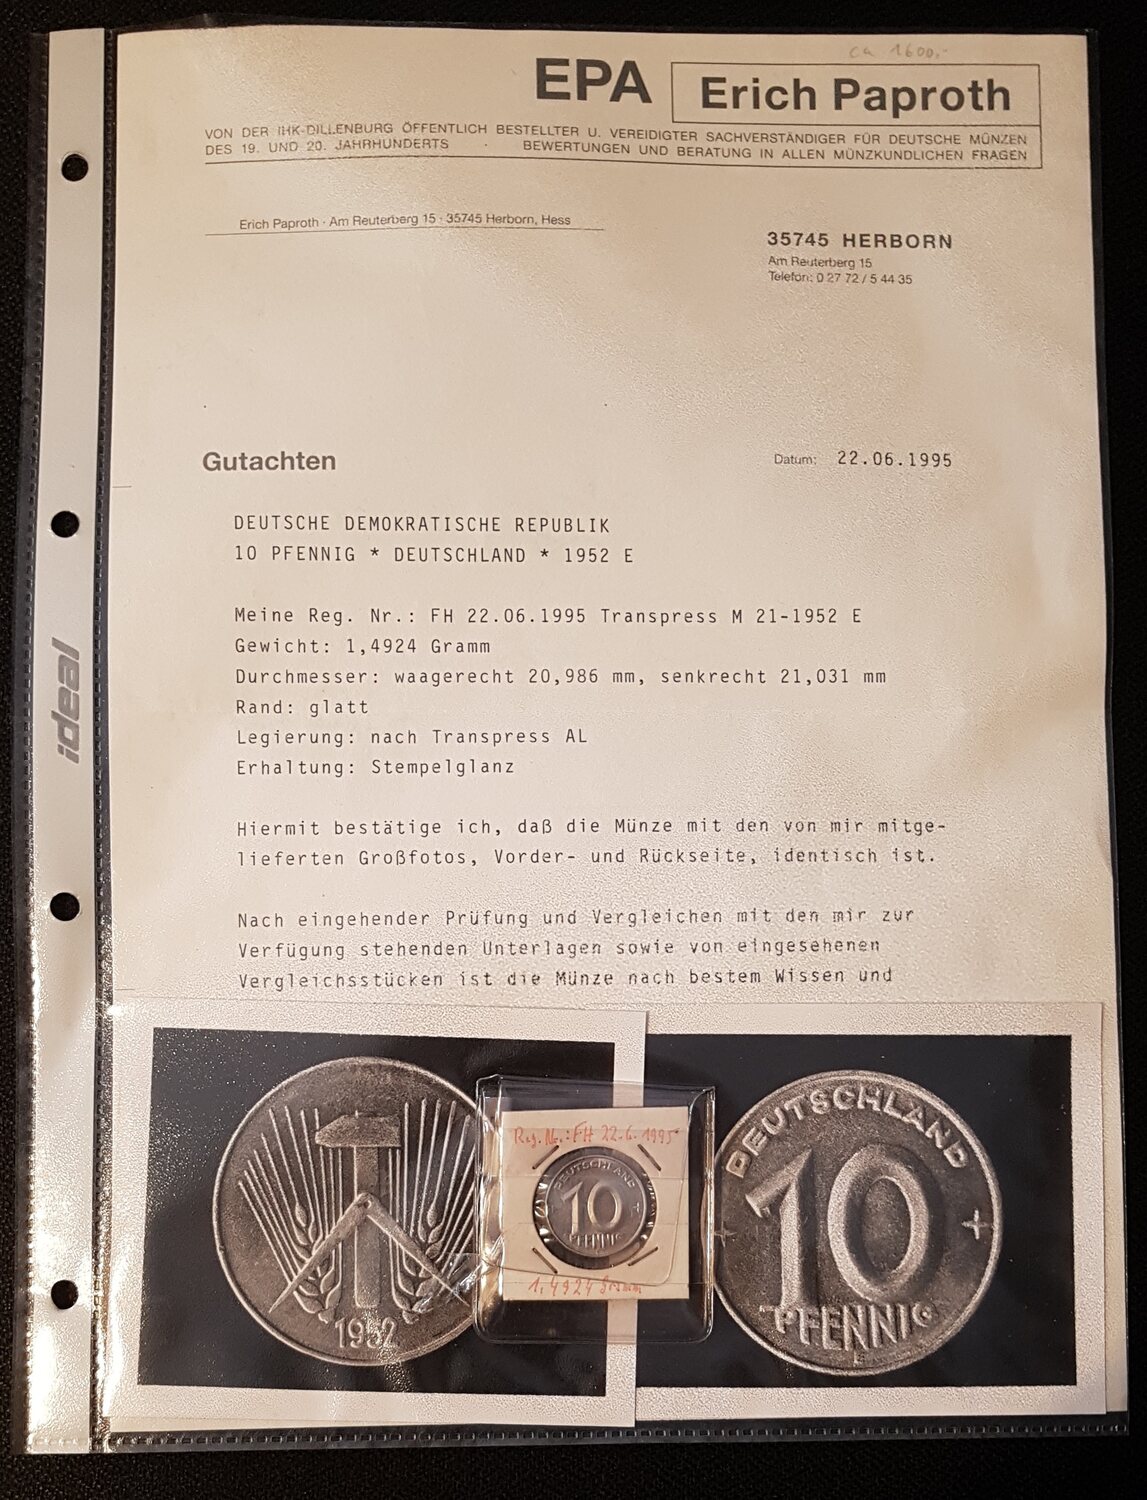 ca 1600,-
EPA Erich Paproth
VON DER IHK-DILLENBURG ÖFFENTLICH BESTELLTER U. VEREIDIGTER SACHVERSTÄNDIGER FÜR DEUTSCHE MÜNZEN
DES 19. UND 20. JAHRHUNDERTS · BEWERTUNGEN UND BERATUNG IN ALLEN MÜNZKUNDLICHEN FRAGEN
Erich Paproth · Am Reuterberg 15 · 35745 Herborn, Hess
35745 HERBORN
Am Reuterberg 15
Telefon: 0 27 72 / 5 44 35
Gutachten
Datum: 22.06.1995
DEUTSCHE DEMOKRATISCHE REPUBLIK
10 PFENNIG * DEUTSCHLAND * 1952 E
Meine Reg. Nr.: FH 22.06.1995 Transpress M 21-1952 E
Gewicht: 1,4924 Gramm
Durchmesser: waagerecht 20,986 mm, senkrecht 21,031 mm
Rand: glatt
Legierung: nach Transpress AL
Erhaltung: Stempelglanz
Hiermit bestätige ich, daß die Münze mit den von mir mitge-
lieferten Großfotos, Vorder- und Rückseite, identisch ist.
Nach eingehender Prüfung und Vergleichen mit den mir zur
Verfügung stehenden Unterlagen sowie von eingesehenen
Vergleichsstücken ist die Münze nach bestem Wissen und
ideal
1952
Reg. Nr.: FH 22.6.1995
DEUTSCHLAND
10
PFENNIG
1,4924 Gramm
DEUTSCHLAND
10
PFENNIG
E